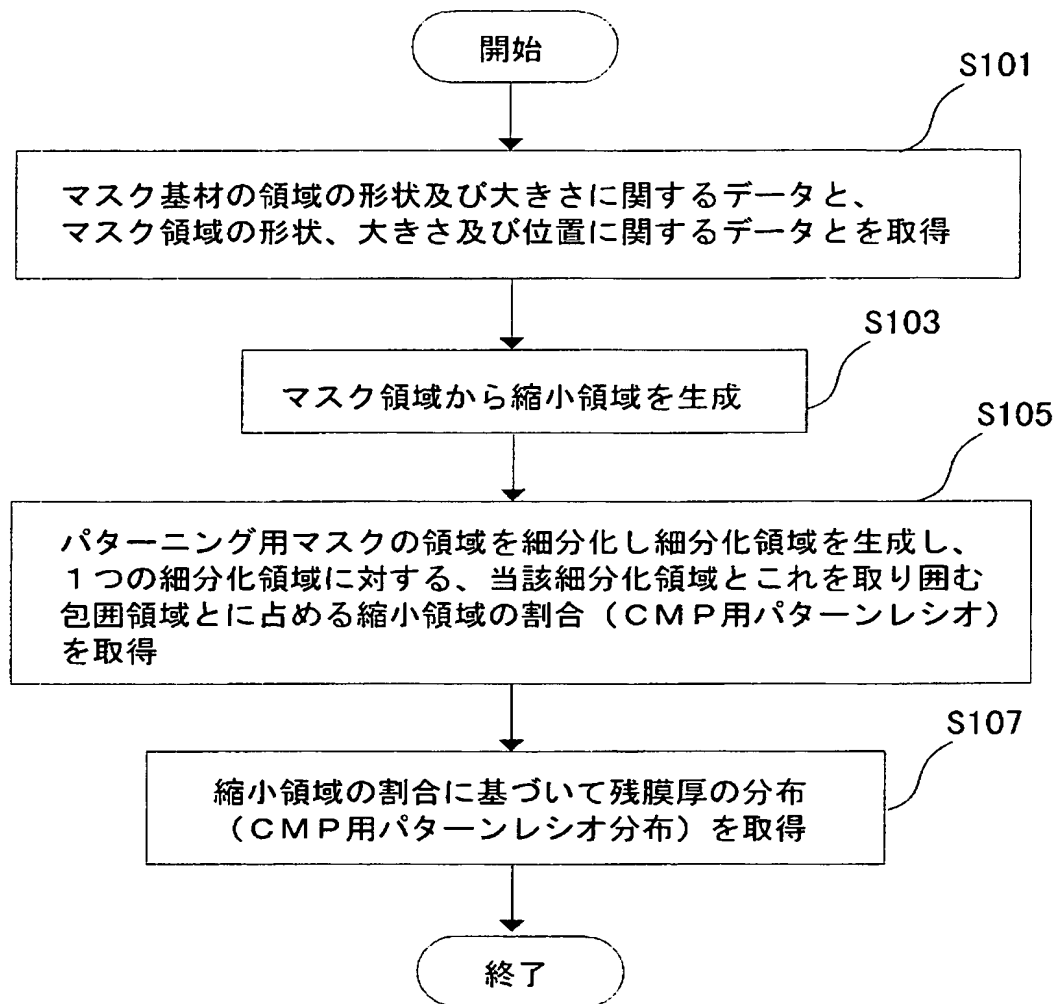 開始
S101
マスク基材の領域の形状及び大きさに関するデータと、
マスク領域の形状、大きさ及び位置に関するデータとを取得
S103
マスク領域から縮小領域を生成
S105
パターニング用マスクの領域を細分化し細分化領域を生成し、
１つの細分化領域に対する、当該細分化領域とこれを取り囲む
包囲領域とに占める縮小領域の割合（ＣＭＰ用パターンレシオ）
を取得
S107
縮小領域の割合に基づいて残膜厚の分布
（ＣＭＰ用パターンレシオ分布）を取得
終了